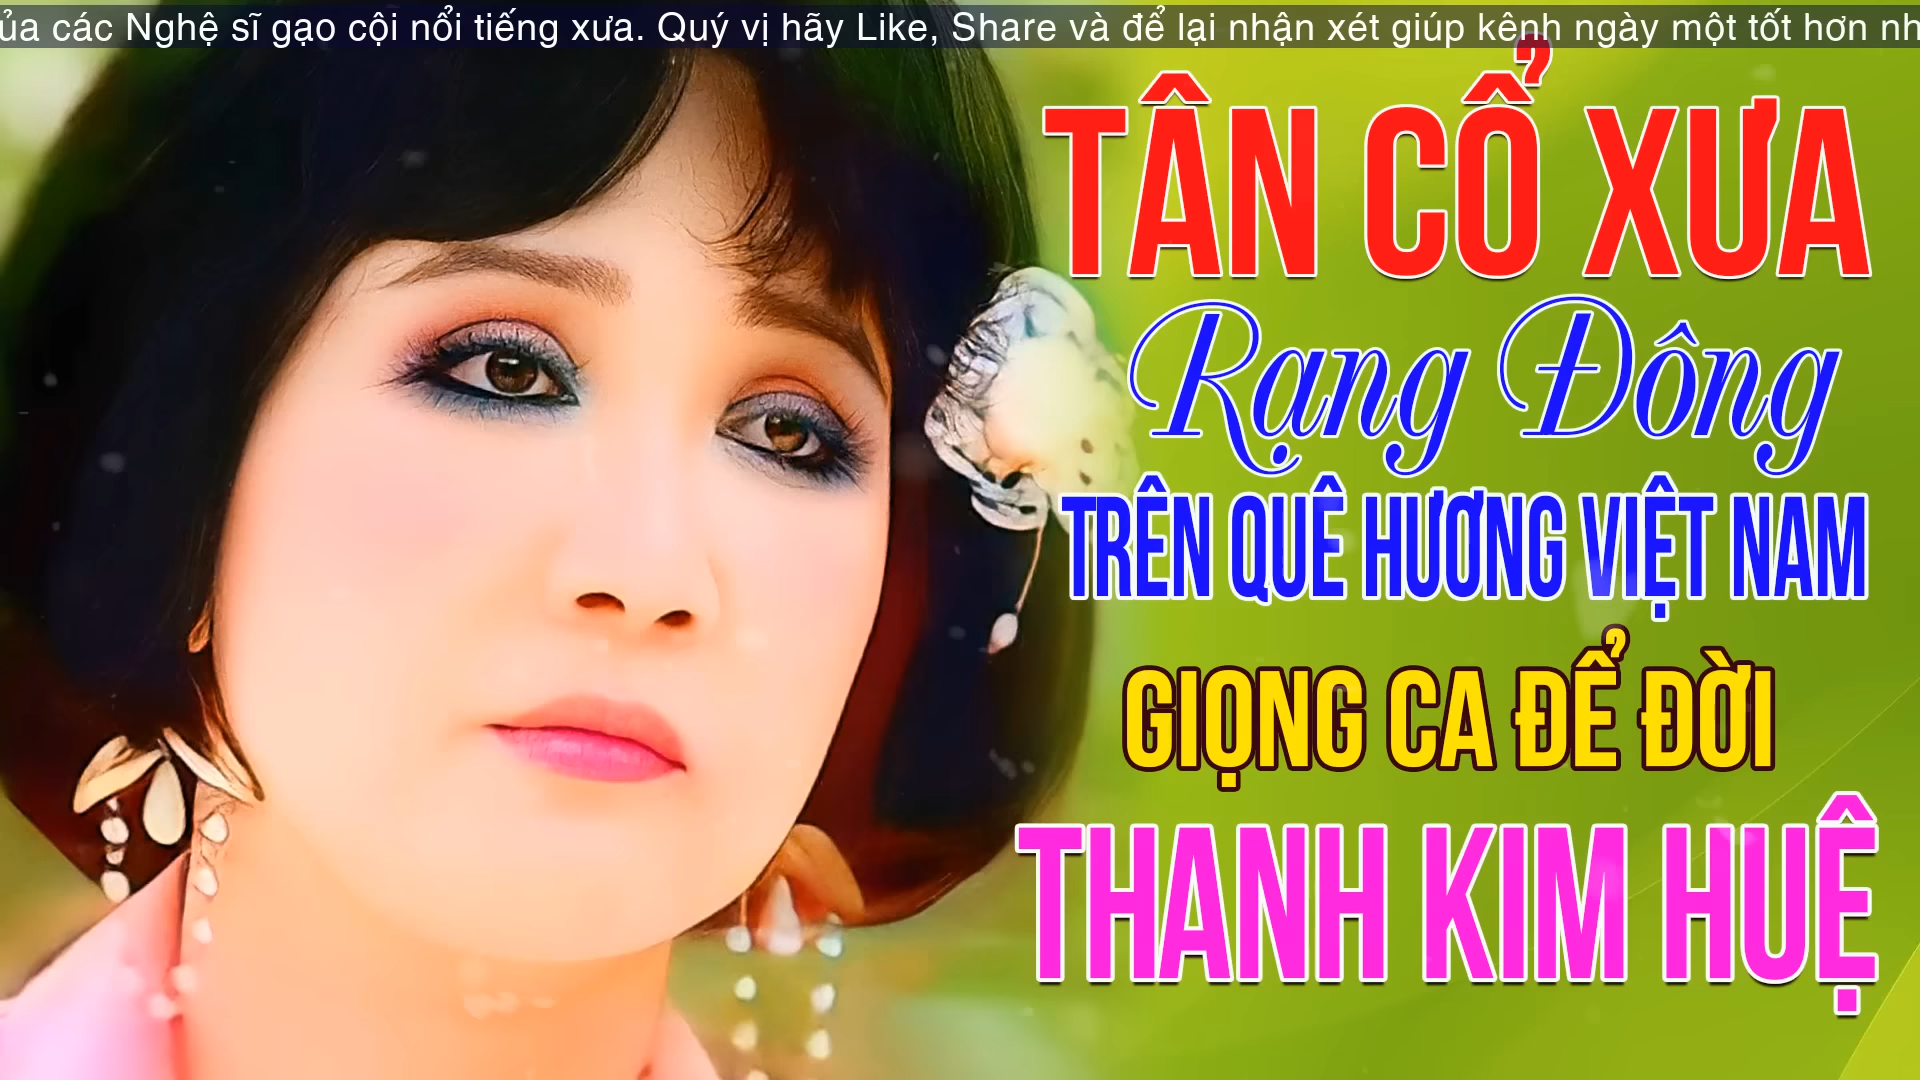 của các Nghệ sĩ gạo cội nổi tiếng xưa. Quý vị hãy Like, Share và để lại nhận xét giúp kênh ngày một tốt hơn
TÂN CỔ XƯA
Rạng Đông
TRÊN QUÊ HƯƠNG VIỆT NAM
GIỌNG CA ĐỂ ĐỜI
THANH KIM HUỆ